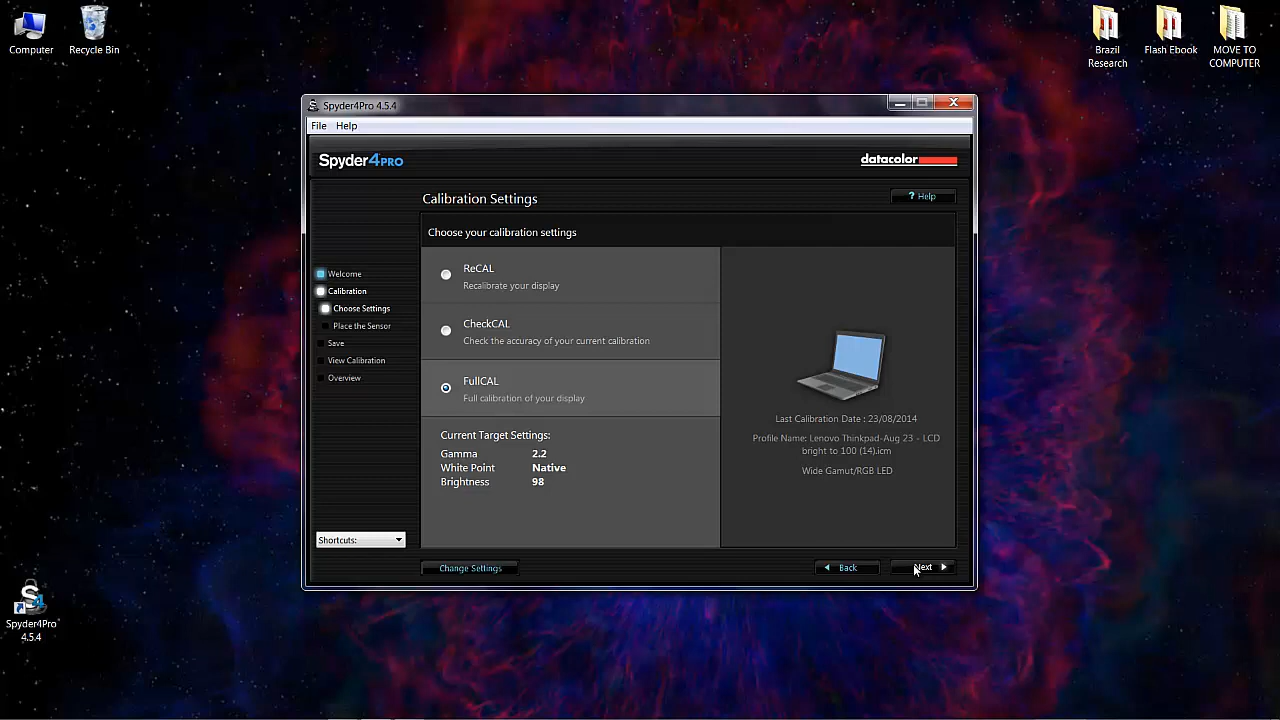 Computer
Recycle Bin
Brazil
Research
Flash Ebook
MOVE TO
COMPUTER
Spyder4Pro 4.5.4
File Help
Spyder4PRO
datacolor
Calibration Settings
? Help
Choose your calibration settings
Welcome
Calibration
Choose Settings
Place the Sensor
Save
View Calibration
Overview
ReCAL
Recalibrate your display
CheckCAL
Check the accuracy of your current calibration
FullCAL
Full calibration of your display
Current Target Settings:
Gamma 2.2
White Point Native
Brightness 98
Last Calibration Date : 23/08/2014
Profile Name: Lenovo Thinkpad-Aug 23 - LCD
bright to 100 (14).icm
Wide Gamut/RGB LED
Shortcuts:
Change Settings
Back
Next
Spyder4Pro
4.5.4